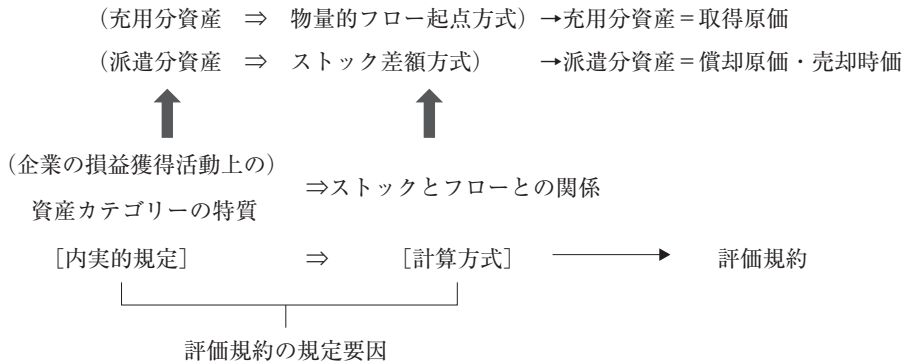 (充用分資産 ⇒ 物量的フロー起点方式)→充用分資産＝取得原価
(派遣分資産 ⇒ ストック差額方式) →派遣分資産＝償却原価・売却時価
(企業の損益獲得活動上の)
⇒ストックとフローとの関係
資産カテゴリーの特質
［内実的規定］ ⇒ ［計算方式］ 評価規約
評価規約の規定要因